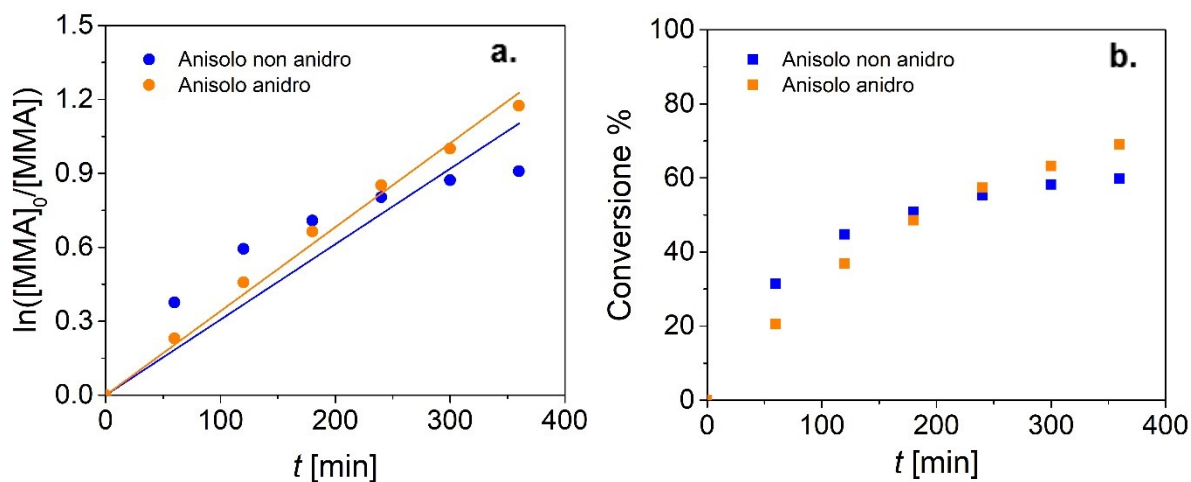 a.
Anisolo non anidro
Anisolo anidro
ln([MMA]0/[MMA])
1.5
1.2
0.9
0.6
0.3
0.0
0 100 200 300 400
t [min]
b.
Anisolo non anidro
Anisolo anidro
Conversione %
100
80
60
40
20
0
0 100 200 300 400
t [min]